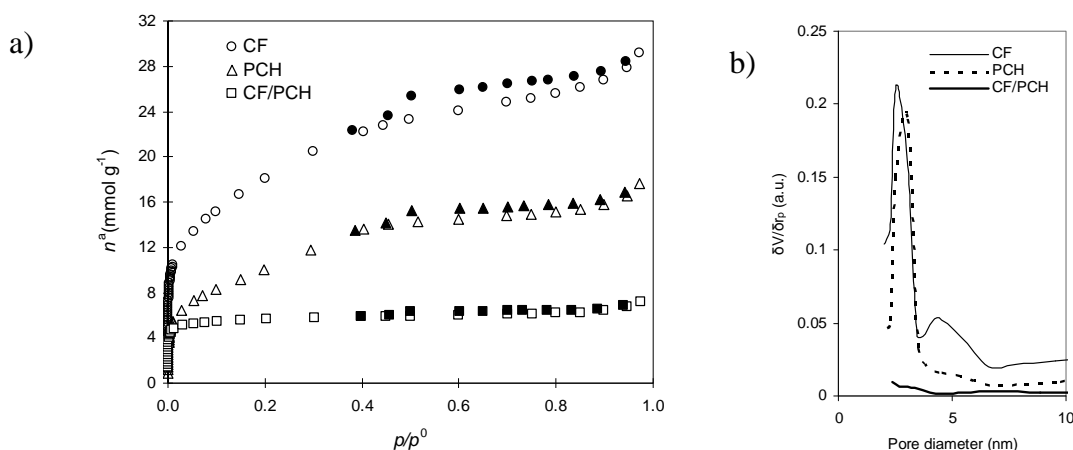 a)
32
28
24
20
16
12
8
4
0
nᵃ (mmol g⁻¹)
CF
PCH
CF/PCH
0.0 0.2 0.4 0.6 0.8 1.0
p/p⁰
b)
CF
PCH
CF/PCH
0.2
0.15
0.1
0.05
0
δV/δrₚ (a.u.)
0 5 10
Pore diameter (nm)